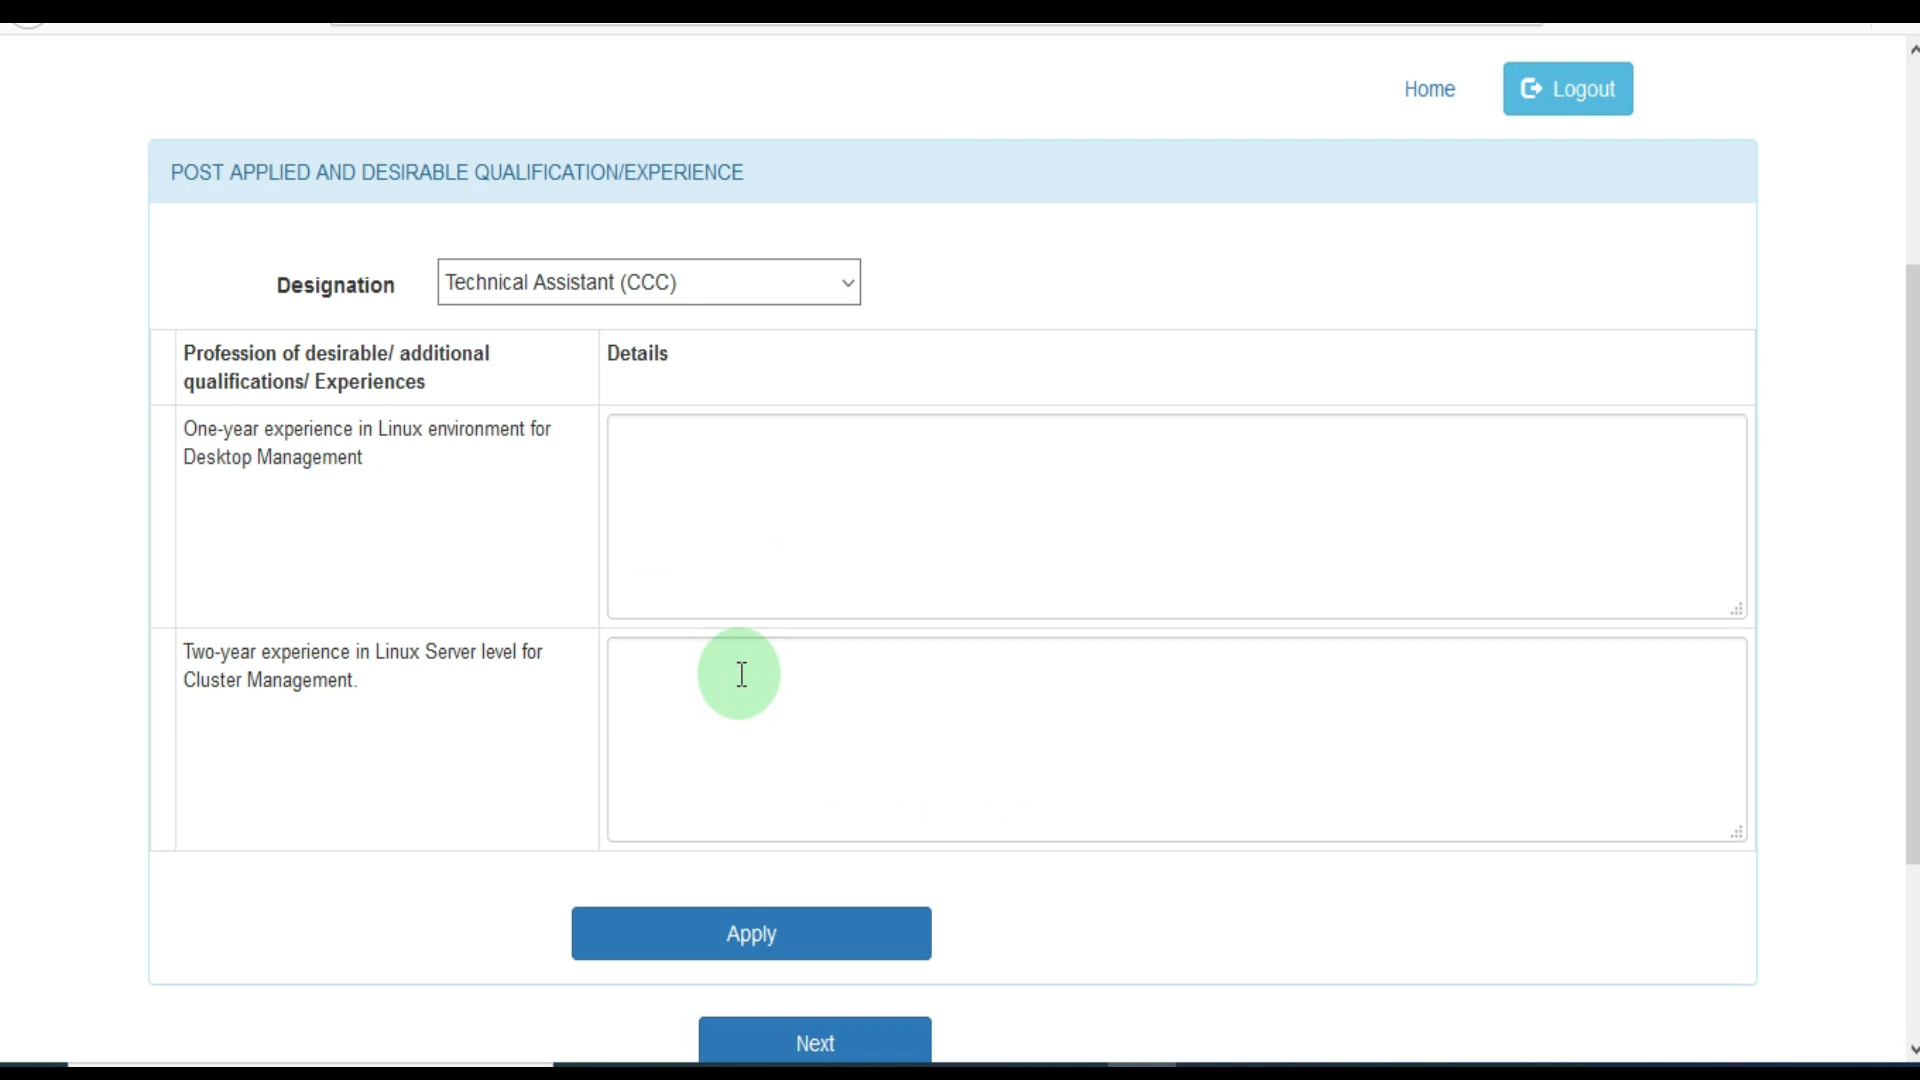 Home
Logout
POST APPLIED AND DESIRABLE QUALIFICATION/EXPERIENCE
Designation
Technical Assistant (CCC)
Profession of desirable/ additional
qualifications/ Experiences
Details
One-year experience in Linux environment for
Desktop Management
Two-year experience in Linux Server level for
Cluster Management.
Apply
Next